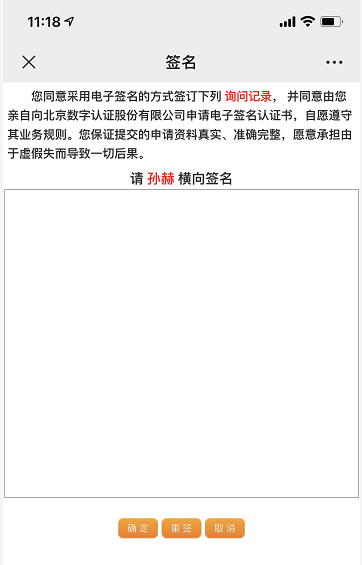 11:18
签名
您同意采用电子签名的方式签订下列 询问记录， 并同意由您
亲自向北京数字认证股份有限公司申请电子签名认证书，自愿遵守
其业务规则。您保证提交的申请资料真实、准确完整，愿意承担由
于虚假失而导致一切后果。
请 孙赫 横向签名
确 定 重 签 取 消